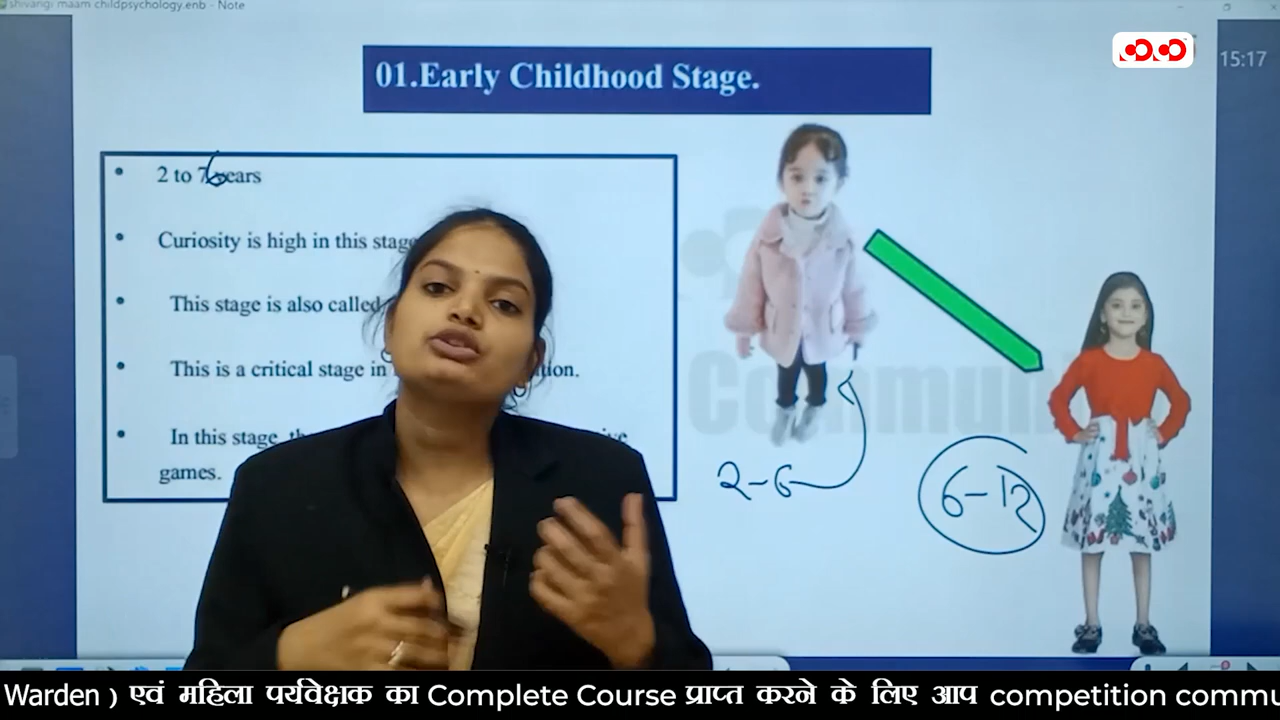 shivangi maam childpsychology.enb - Note
15:17
01.Early Childhood Stage.
2 to 7 6 years
Curiosity is high in this stage
This stage is also called
This is a critical stage in
In this stage,
games.
2-6
6-12
Commun
Warden ) एवं महिला पर्यवेक्षक का Complete Course प्राप्त करने के लिए आप competition commu